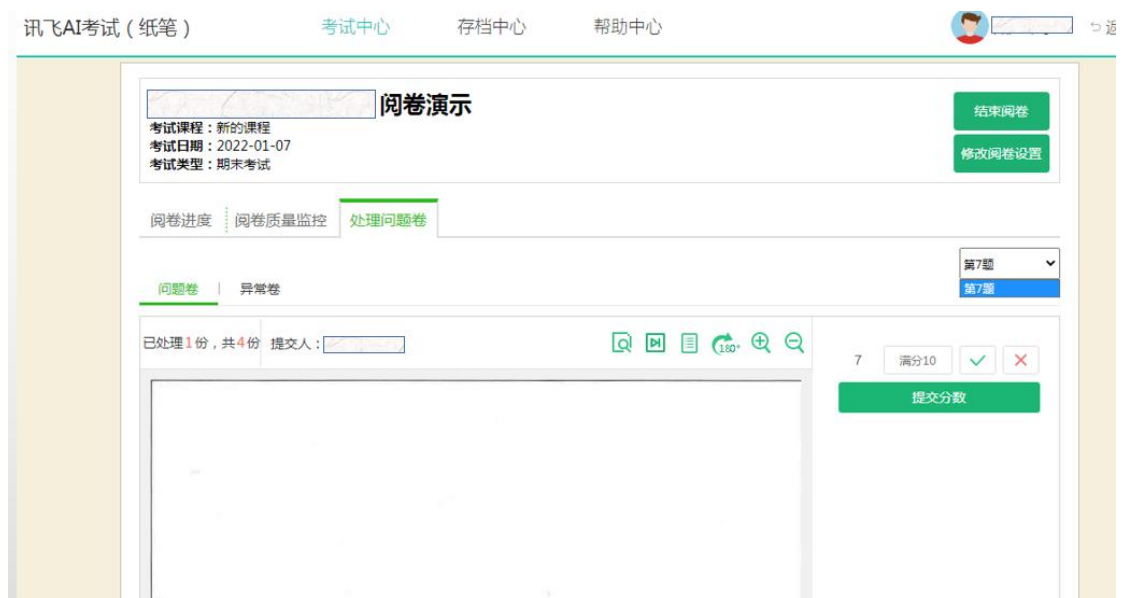 讯飞AI考试（纸笔） 考试中心 存档中心 帮助中心 返
阅卷演示
考试课程：新的课程
考试日期：2022-01-07
考试类型：期末考试
结束阅卷
修改阅卷设置
阅卷进度 阅卷质量监控 处理问题卷
第7题
第7题
问题卷 | 异常卷
已处理1份，共4份 提交人：
180°
7 满分10
提交分数